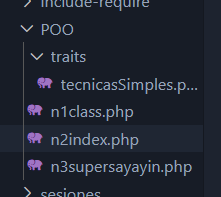 include-require
POO
traits
tecnicasSimples.p...
n1class.php
n2index.php
n3supersayayin.php
sesiones